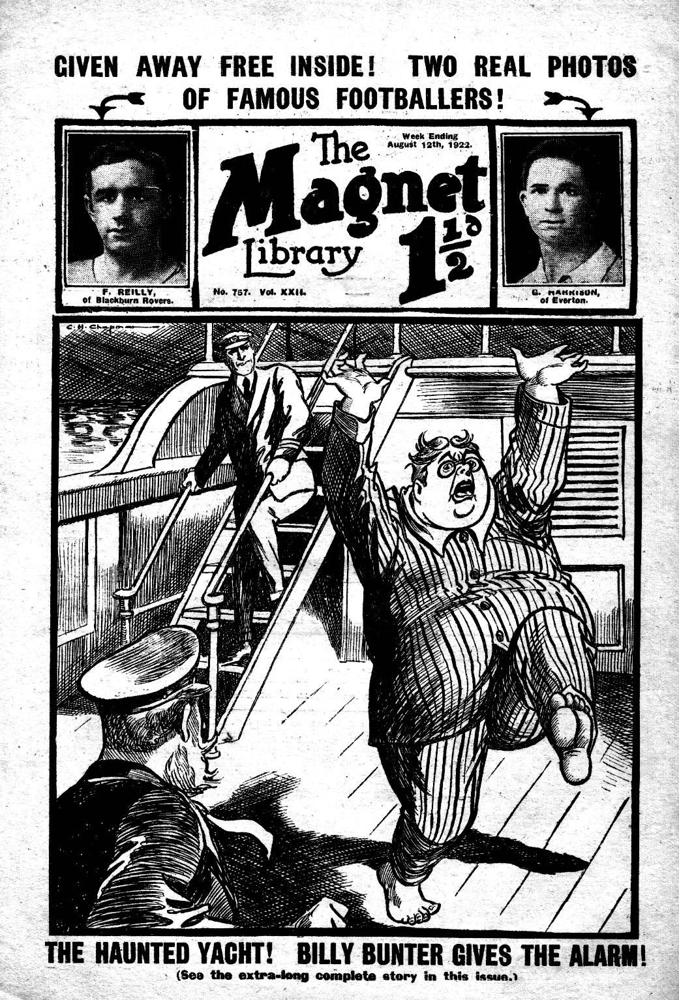 GIVEN AWAY FREE INSIDE! TWO REAL PHOTOS
OF FAMOUS FOOTBALLERS!
Week Ending
August 12th, 1922.
The
Magnet
Library
1½d
No. 757. Vol. XXII.
F. REILLY,
of Blackburn Rovers.
G. HARRISON,
of Everton.
C. H. Chapman
THE HAUNTED YACHT! BILLY BUNTER GIVES THE ALARM!
(See the extra-long complete story in this issue.)